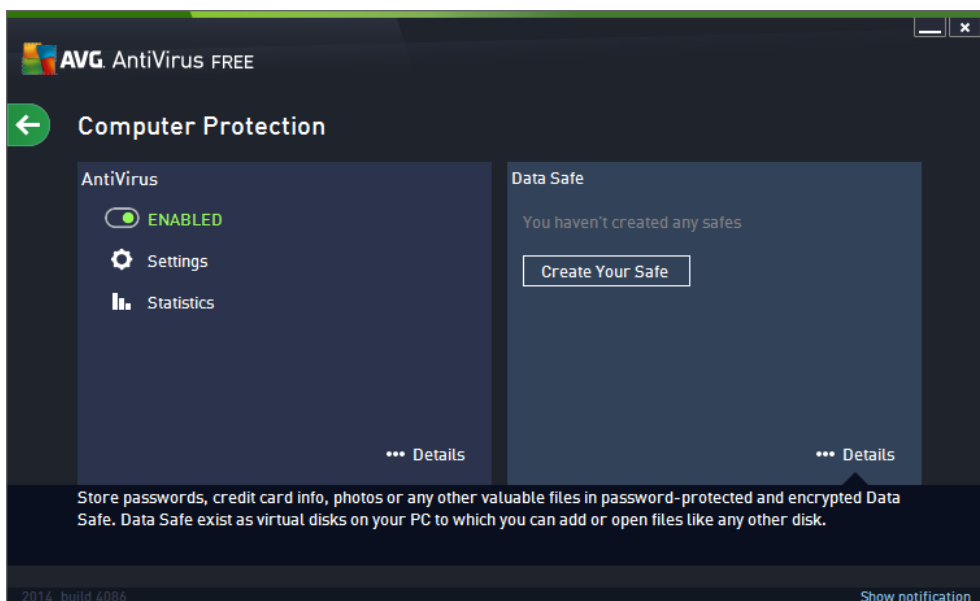 AVG. AntiVirus FREE
Computer Protection
AntiVirus
ENABLED
Settings
Statistics
Details
Data Safe
You haven't created any safes
Create Your Safe
Details
Store passwords, credit card info, photos or any other valuable files in password-protected and encrypted Data
Safe. Data Safe exist as virtual disks on your PC to which you can add or open files like any other disk.
2014 build 4086
Show notification